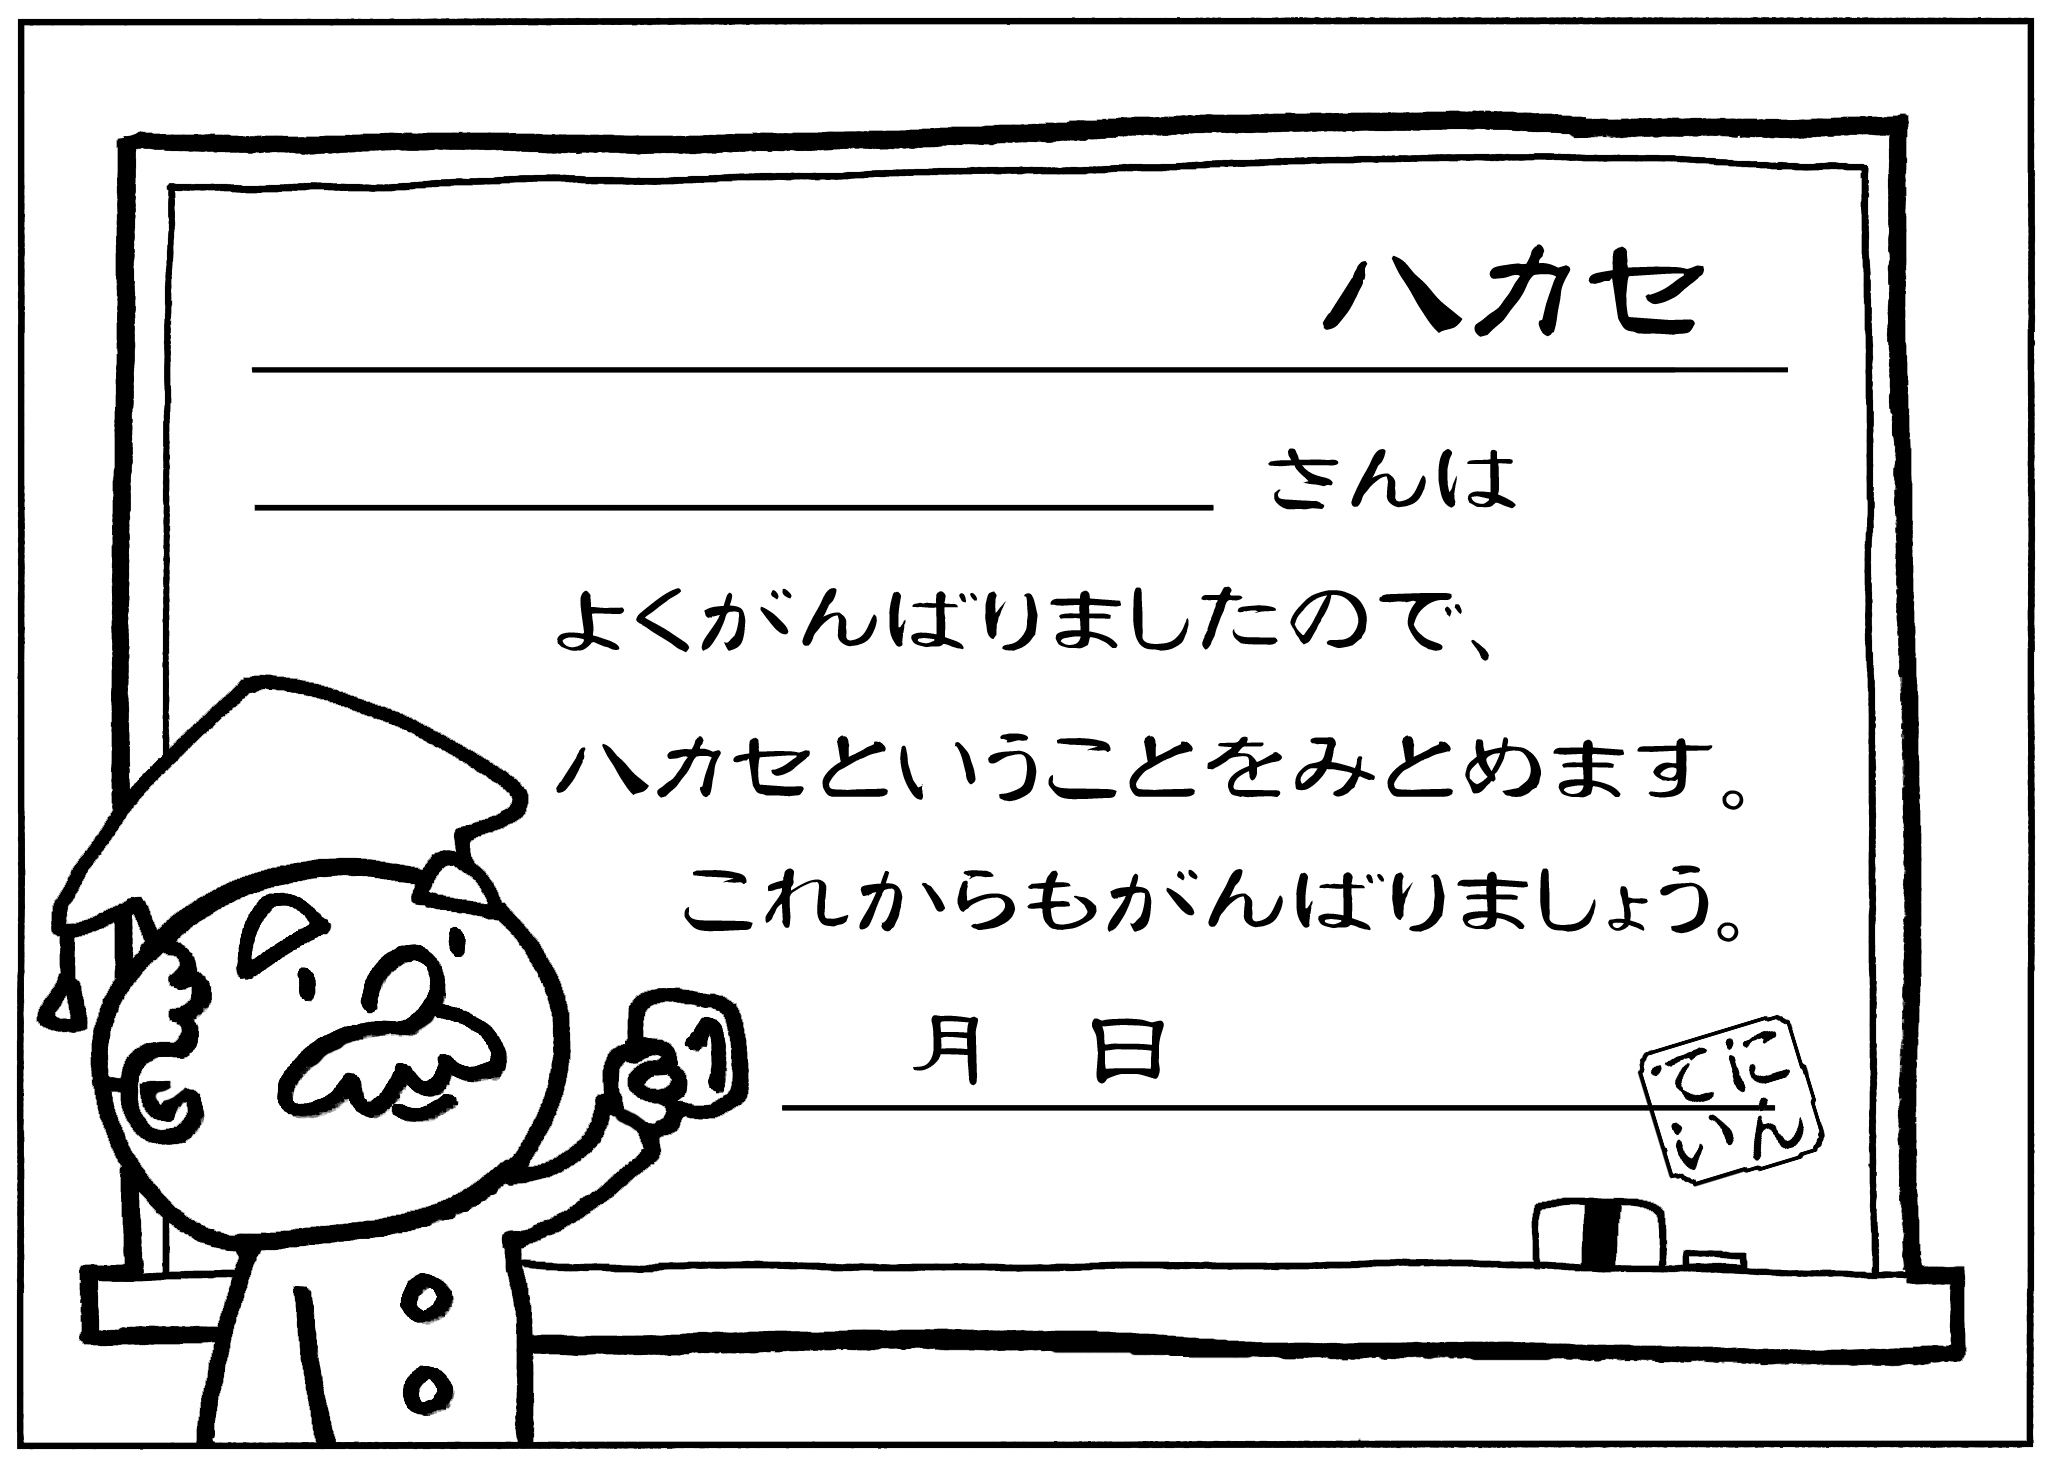 ハカセ
さんは
よくがんばりましたので、
ハカセということをみとめます。
これからもがんばりましょう。
月 日
にん
てい